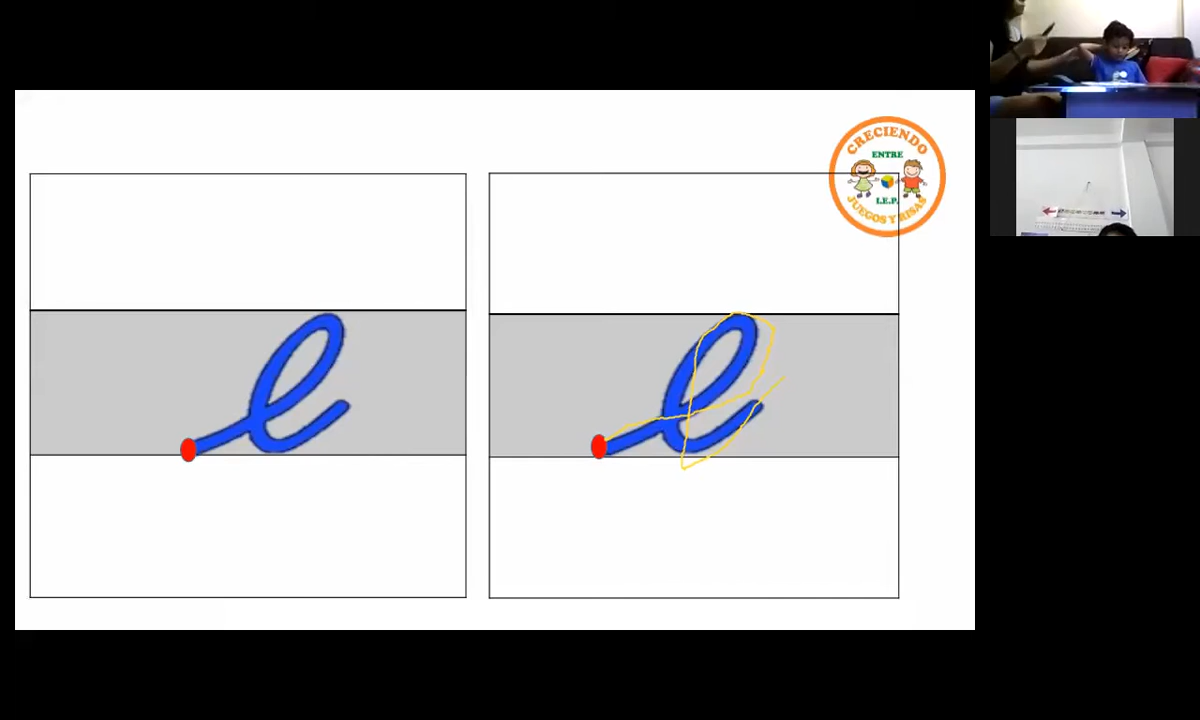 CRECIENDO
ENTRE
I.E.P.
JUEGOS Y RISAS
e
e